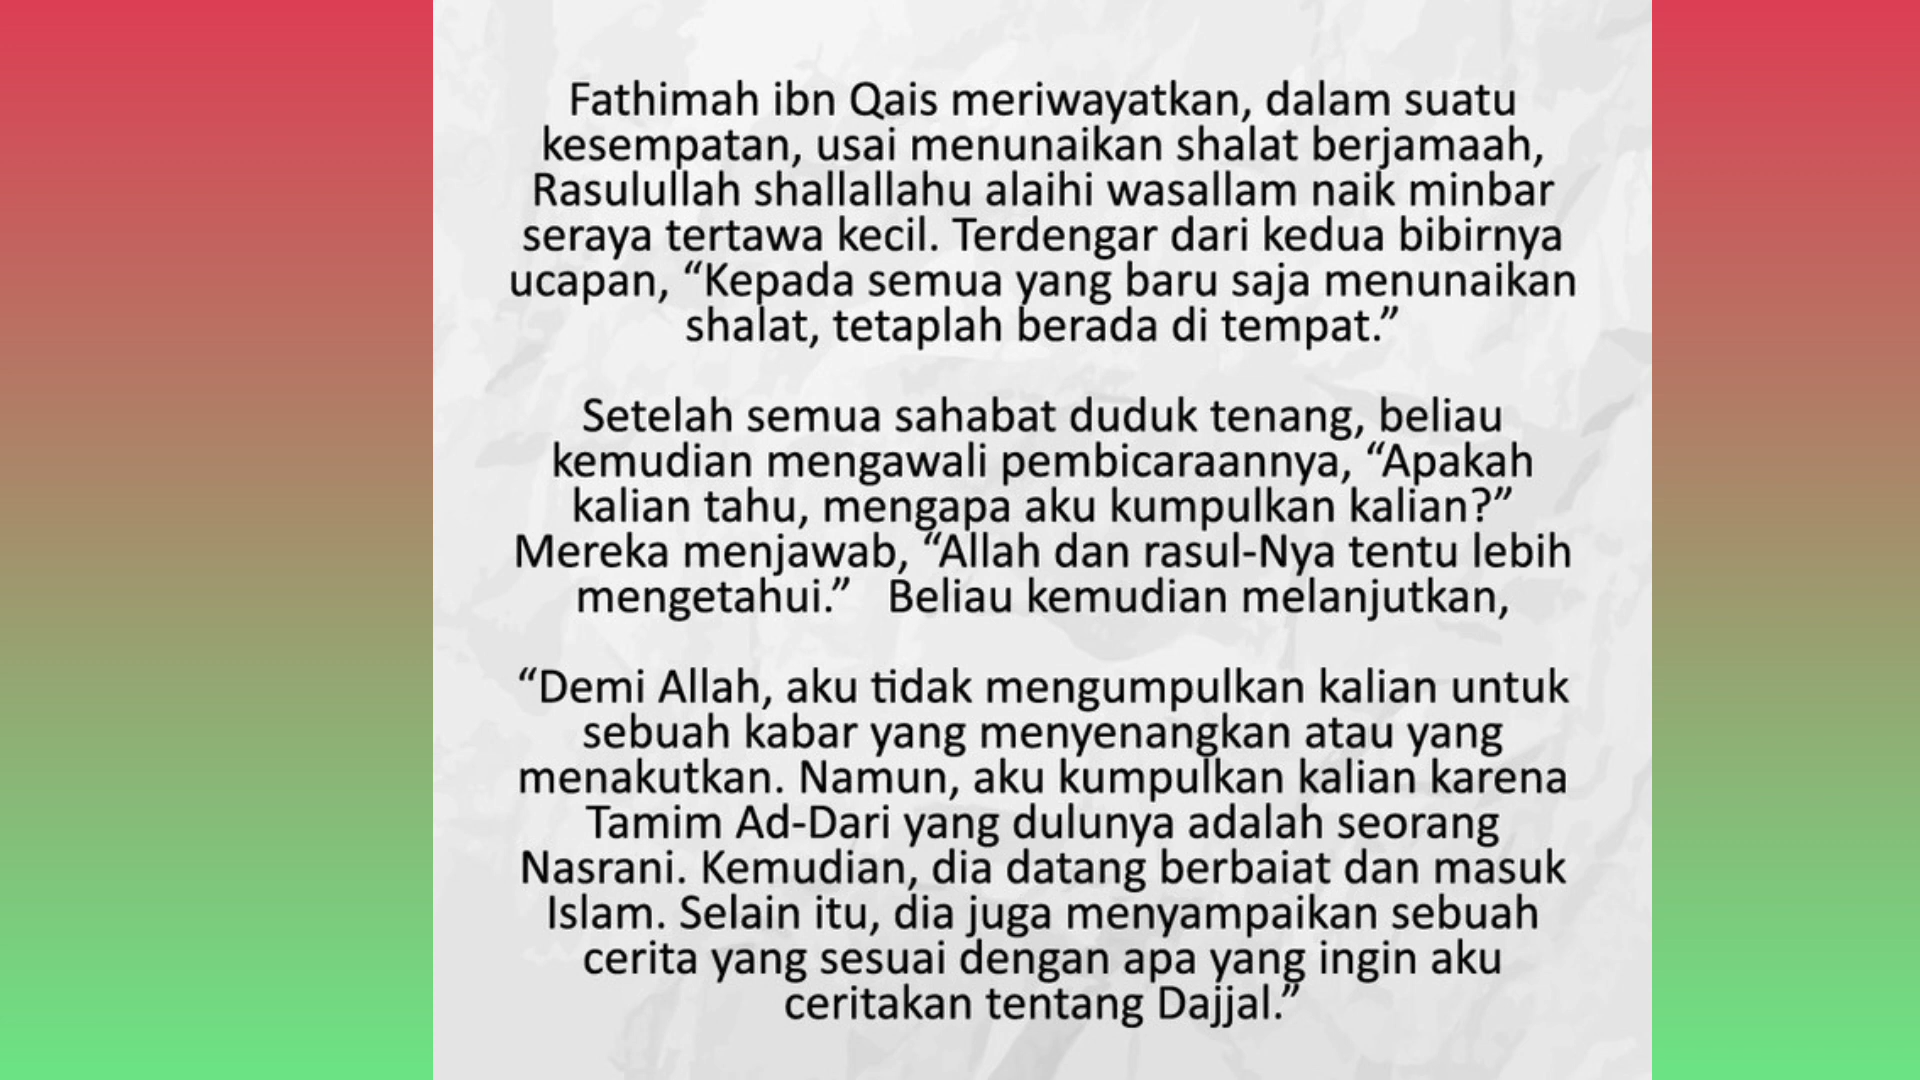 Fathimah ibn Qais meriwayatkan, dalam suatu
kesempatan, usai menunaikan shalat berjamaah,
Rasulullah shallallahu alaihi wasallam naik minbar
seraya tertawa kecil. Terdengar dari kedua bibirnya
ucapan, “Kepada semua yang baru saja menunaikan
shalat, tetaplah berada di tempat.”
Setelah semua sahabat duduk tenang, beliau
kemudian mengawali pembicaraannya, “Apakah
kalian tahu, mengapa aku kumpulkan kalian?”
Mereka menjawab, “Allah dan rasul-Nya tentu lebih
mengetahui.”   Beliau kemudian melanjutkan,
“Demi Allah, aku tidak mengumpulkan kalian untuk
sebuah kabar yang menyenangkan atau yang
menakutkan. Namun, aku kumpulkan kalian karena
Tamim Ad-Dari yang dulunya adalah seorang
Nasrani. Kemudian, dia datang berbaiat dan masuk
Islam. Selain itu, dia juga menyampaikan sebuah
cerita yang sesuai dengan apa yang ingin aku
ceritakan tentang Dajjal.”